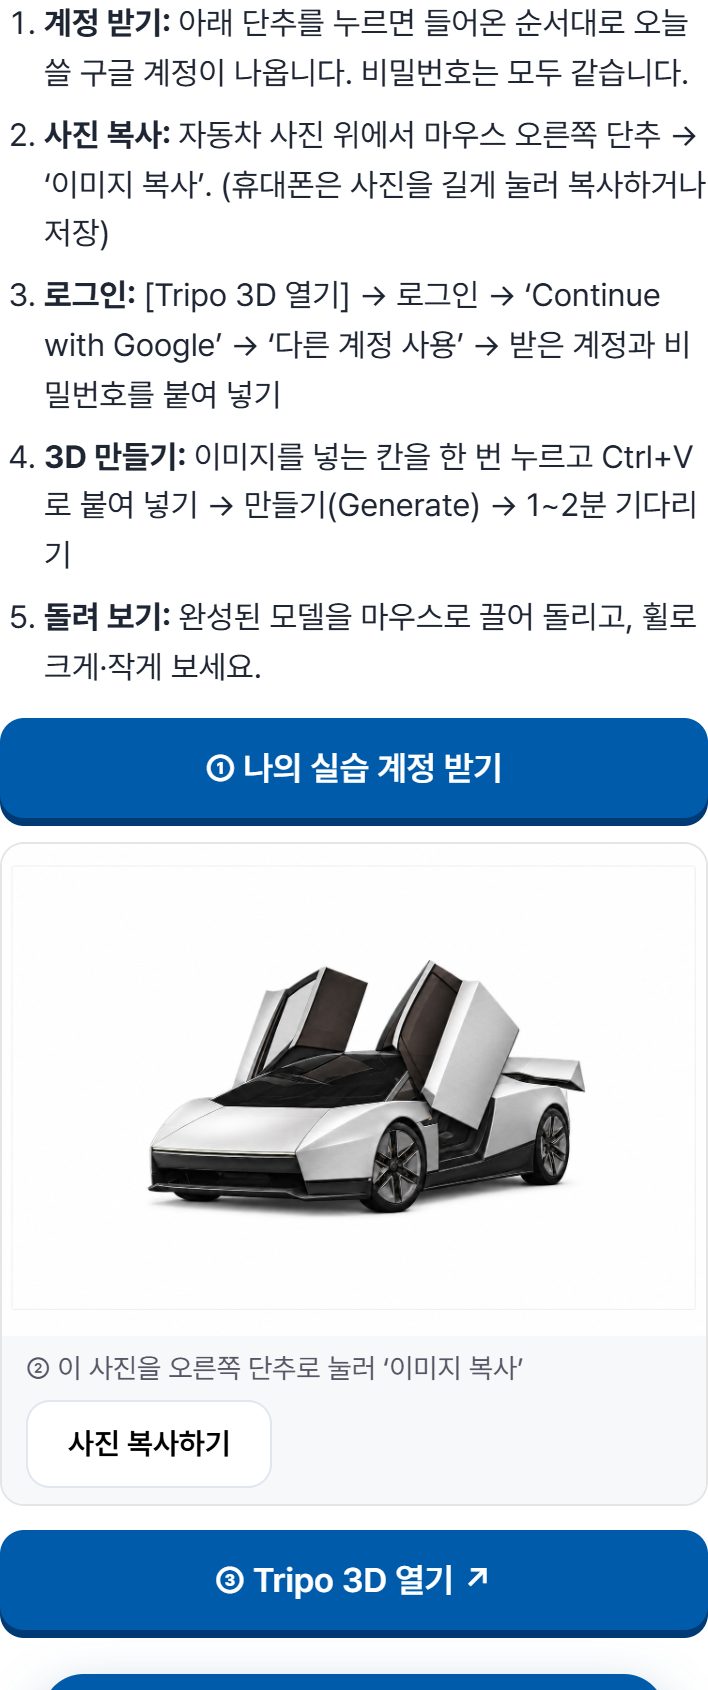 1. 계정 받기: 아래 단추를 누르면 들어온 순서대로 오늘
쓸 구글 계정이 나옵니다. 비밀번호는 모두 같습니다.
2. 사진 복사: 자동차 사진 위에서 마우스 오른쪽 단추 →
‘이미지 복사’. (휴대폰은 사진을 길게 눌러 복사하거나
저장)
3. 로그인: [Tripo 3D 열기] → 로그인 → ‘Continue
with Google’ → ‘다른 계정 사용’ → 받은 계정과 비
밀번호를 붙여 넣기
4. 3D 만들기: 이미지를 넣는 칸을 한 번 누르고 Ctrl+V
로 붙여 넣기 → 만들기(Generate) → 1~2분 기다리
기
5. 돌려 보기: 완성된 모델을 마우스로 끌어 돌리고, 휠로
크게·작게 보세요.
① 나의 실습 계정 받기
② 이 사진을 오른쪽 단추로 눌러 ‘이미지 복사’
사진 복사하기
③ Tripo 3D 열기 ↗